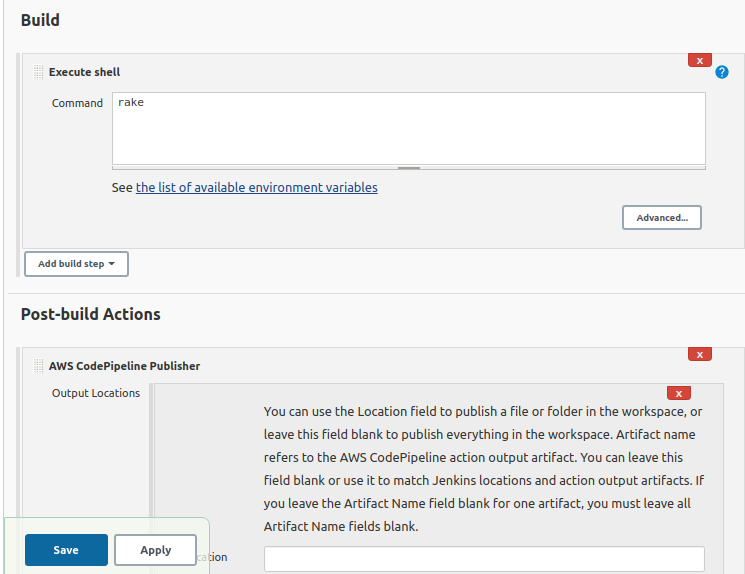 Build
x
Execute shell
?
Command
rake
See the list of available environment variables
Advanced...
Add build step
Post-build Actions
x
AWS CodePipeline Publisher
Output Locations
x
You can use the Location field to publish a file or folder in the workspace, or
leave this field blank to publish everything in the workspace. Artifact name
refers to the AWS CodePipeline action output artifact. You can leave this
field blank or use it to match Jenkins locations and action output artifacts. If
you leave the Artifact Name field blank for one artifact, you must leave all
Artifact Name fields blank.
Save
Apply
cation